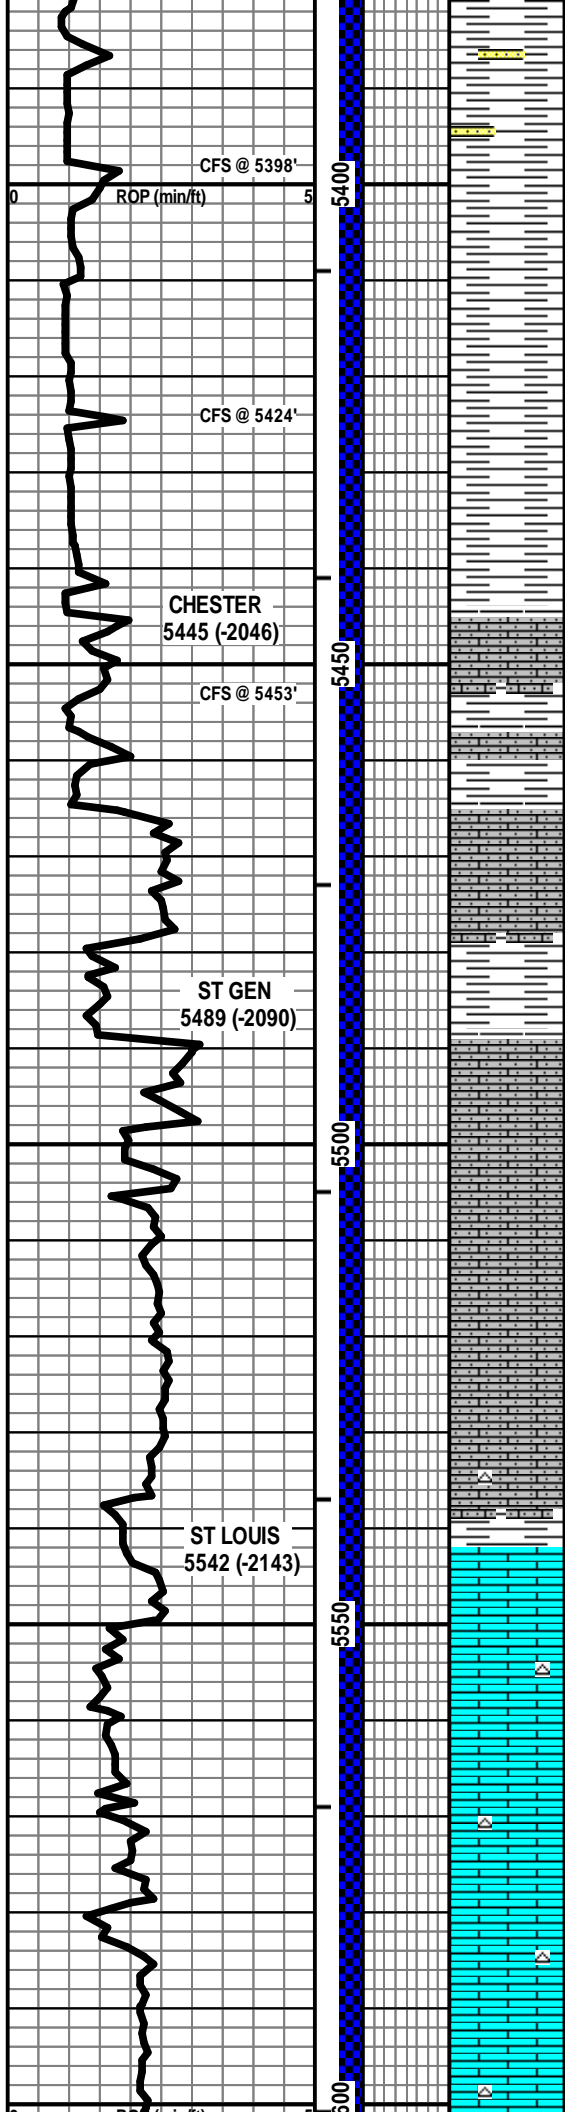 CFS @ 5398'
5400
0 ROP (min/ft) 5
CFS @ 5424'
CHESTER
5445 (-2046)
5450
CFS @ 5453'
ST GEN
5489 (-2090)
5500
ST LOUIS
5542 (-2143)
5550